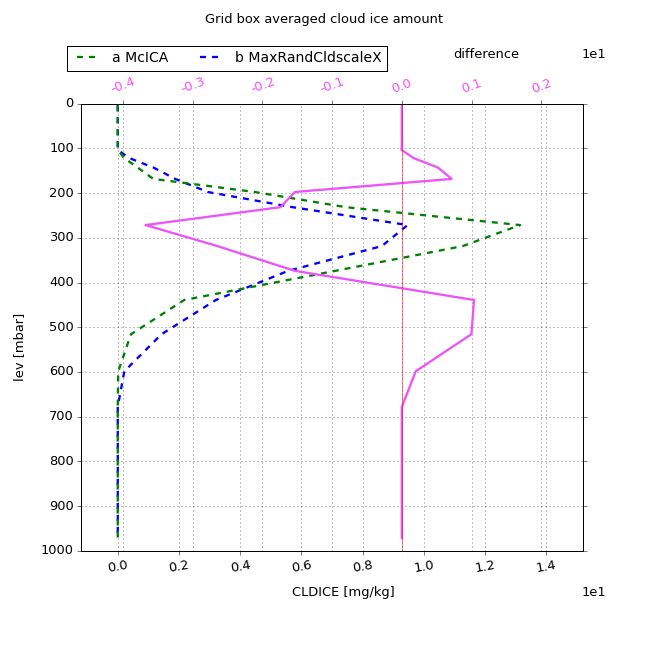 Grid box averaged cloud ice amount
a McICA b MaxRandCldscaleX difference 1e1
-0.4 -0.3 -0.2 -0.1 0.0 0.1 0.2
0
100
200
300
400
500
600
700
800
900
1000
lev [mbar]
0.0 0.2 0.4 0.6 0.8 1.0 1.2 1.4
CLDICE [mg/kg] 1e1